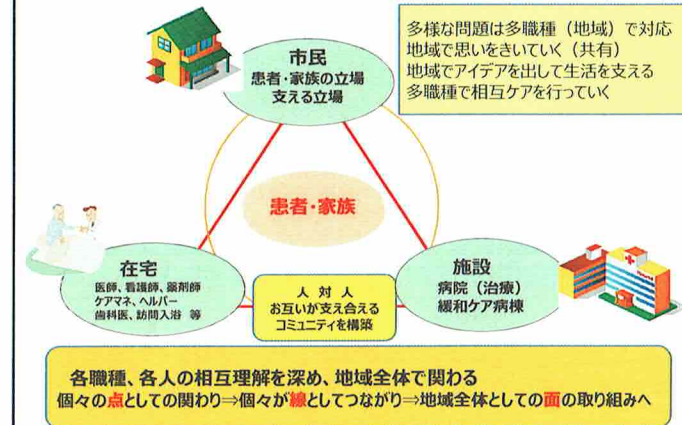 多様な問題は多職種（地域）で対応
地域で思いをきいていく（共有）
地域でアイデアを出して生活を支える
多職種で相互ケアを行っていく
市民
患者・家族の立場
支える立場
患者・家族
在宅
医師、看護師、薬剤師
ケアマネ、ヘルパー
歯科医、訪問入浴 等
人 対 人
お互いが支え合える
コミュニティを構築
施設
病院（治療）
緩和ケア病棟
各職種、各人の相互理解を深め、地域全体で関わる
個々の点としての関わり⇒個々が線としてつながり⇒地域全体としての面の取り組みへ